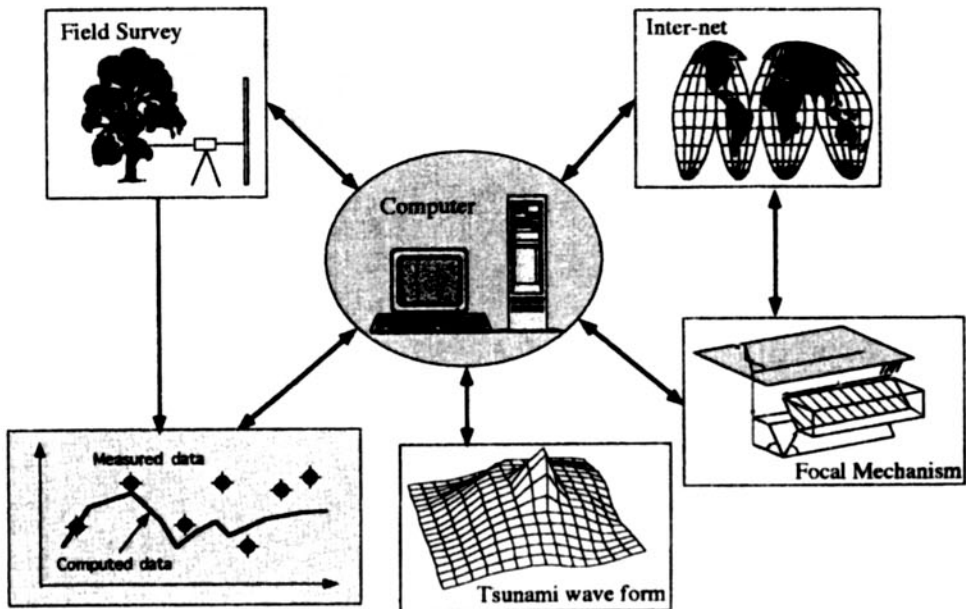 Field Survey
Inter-net
Computer
Measured data
Computed data
Tsunami wave form
Focal Mechanism